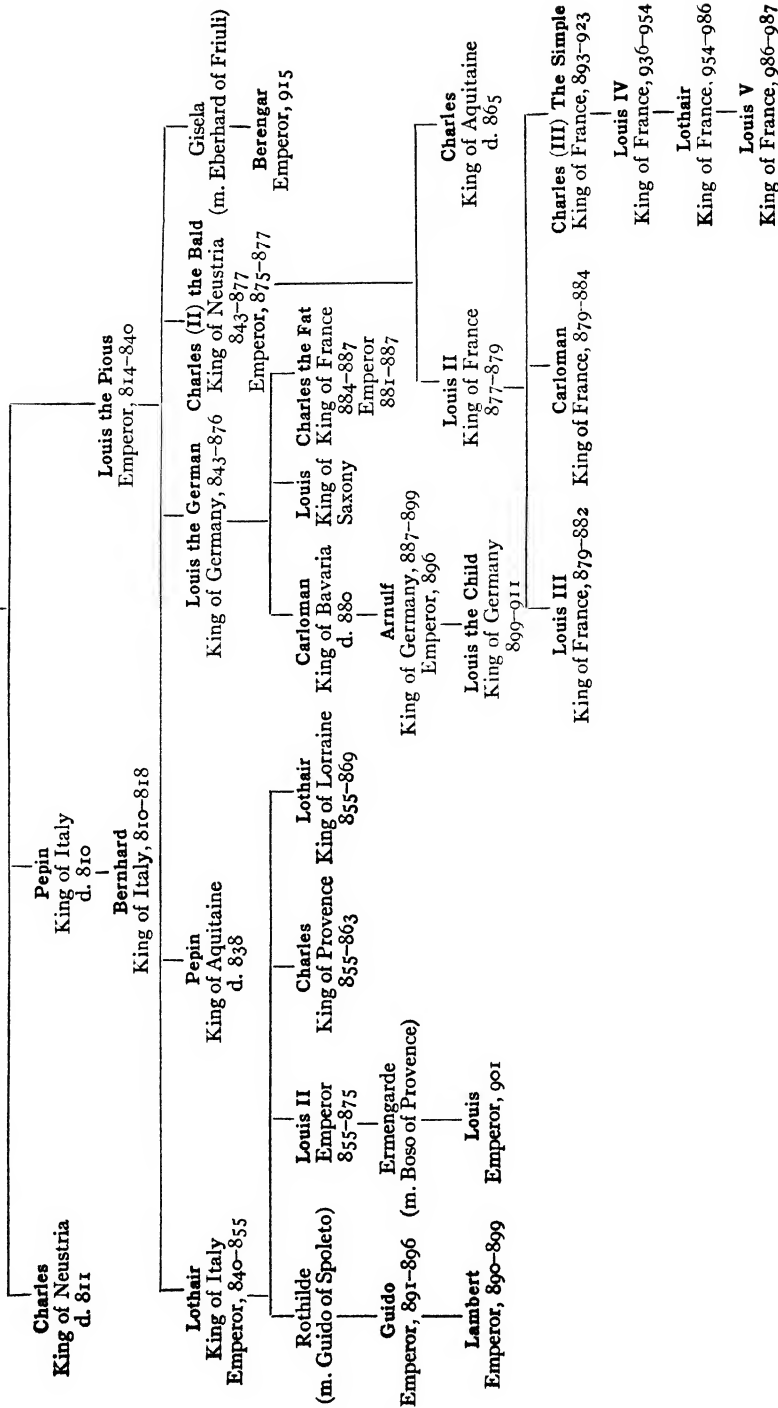 Charles
King of Neustria
d. 811
Pepin
King of Italy
d. 810
Bernhard
King of Italy, 810–818
Louis the Pious
Emperor, 814–840
Lothair
King of Italy
Emperor, 840–855
Pepin
King of Aquitaine
d. 838
Louis the German
King of Germany, 843–876
Charles (II) the Bald
King of Neustria
843–877
Emperor, 875–877
Gisela
(m. Eberhard of Friuli)
Berengar
Emperor, 915
Rothilde
(m. Guido of Spoleto)
Guido
Emperor, 891–896
Lambert
Emperor, 890–899
Louis II
Emperor
855–875
Ermengarde
(m. Boso of Provence)
Louis
Emperor, 901
Charles
King of Provence
855–863
Lothair
King of Lorraine
855–869
Carloman
King of Bavaria
d. 880
Arnulf
King of Germany, 887–899
Emperor, 896
Louis the Child
King of Germany
899–911
Louis
King of
Saxony
Charles the Fat
King of France
884–887
Emperor
881–887
Louis II
King of France
877–879
Charles
King of Aquitaine
d. 865
Louis III
King of France, 879–882
Carloman
King of France, 879–884
Charles (III) The Simple
King of France, 893–923
Louis IV
King of France, 936–954
Lothair
King of France, 954–986
Louis V
King of France, 986–987